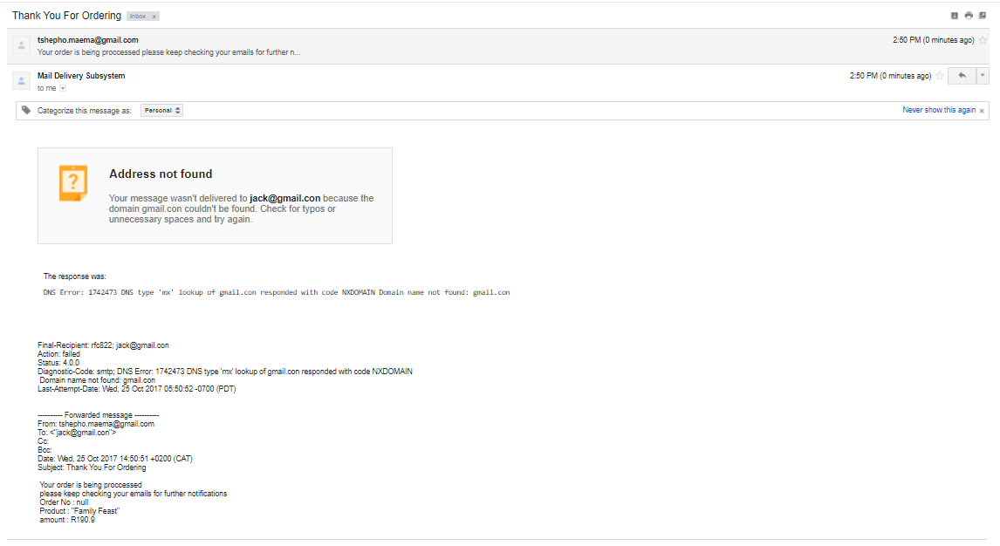 Thank You For Ordering Inbox x
tshepho.maema@gmail.com 2:50 PM (0 minutes ago)
Your order is being proccessed please keep checking your emails for further n...
Mail Delivery Subsystem 2:50 PM (0 minutes ago)
to me
Categorize this message as: Personal Never show this again x
Address not found
Your message wasn't delivered to jack@gmail.con because the
domain gmail.con couldn't be found. Check for typos or
unnecessary spaces and try again.
The response was:
DNS Error: 1742473 DNS type 'mx' lookup of gmail.con responded with code NXDOMAIN Domain name not found: gmail.con
Final-Recipient: rfc822; jack@gmail.con
Action: failed
Status: 4.0.0
Diagnostic-Code: smtp; DNS Error: 1742473 DNS type 'mx' lookup of gmail.con responded with code NXDOMAIN
Domain name not found: gmail.con
Last-Attempt-Date: Wed, 25 Oct 2017 05:50:52 -0700 (PDT)
---------- Forwarded message ----------
From: tshepho.maema@gmail.com
To: <"jack@gmail.con">
Cc:
Bcc:
Date: Wed, 25 Oct 2017 14:50:51 +0200 (CAT)
Subject: Thank You For Ordering
Your order is being proccessed
please keep checking your emails for further notifications
Order No : null
Product : "Family Feast"
amount : R190.9